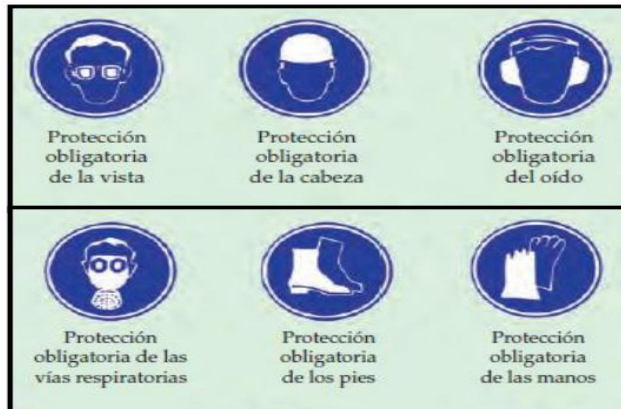 Protección
obligatoria
de la vista
Protección
obligatoria
de la cabeza
Protección
obligatoria
del oído
Protección
obligatoria de las
vías respiratorias
Protección
obligatoria
de los pies
Protección
obligatoria
de las manos